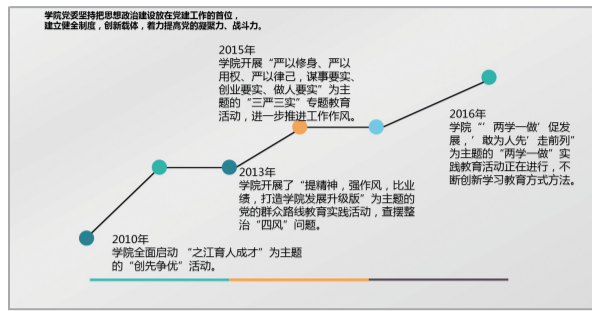 学院党委坚持把思想政治建设放在党建工作的首位，
建立健全制度，创新载体，着力提高党的凝聚力、战斗力。
2015年
学院开展“严以修身、严以
用权、严以律己，谋事要实、
创业要实、做人要实”为主
题的“三严三实”专题教育
活动，进一步推进工作作风。
2016年
学院“‘两学一做’促发
展，‘敢为人先’走前列”
为主题的“两学一做”实
践教育活动正在进行，不
断创新学习教育方式方法。
2013年
学院开展了“提精神，强作风，比业
绩，打造学院发展升级版”为主题的
党的群众路线教育实践活动，查摆整
治“四风”问题。
2010年
学院全面启动 “之江育人成才”为主题
的“创先争优”活动。